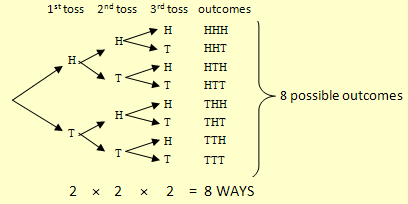 1st toss 2nd toss 3rd toss outcomes
H HHH
H
T HHT
H
H HTH
T
T HTT
8 possible outcomes
H THH
H
T THT
T
H TTH
T
T TTT
2 × 2 × 2 = 8 WAYS